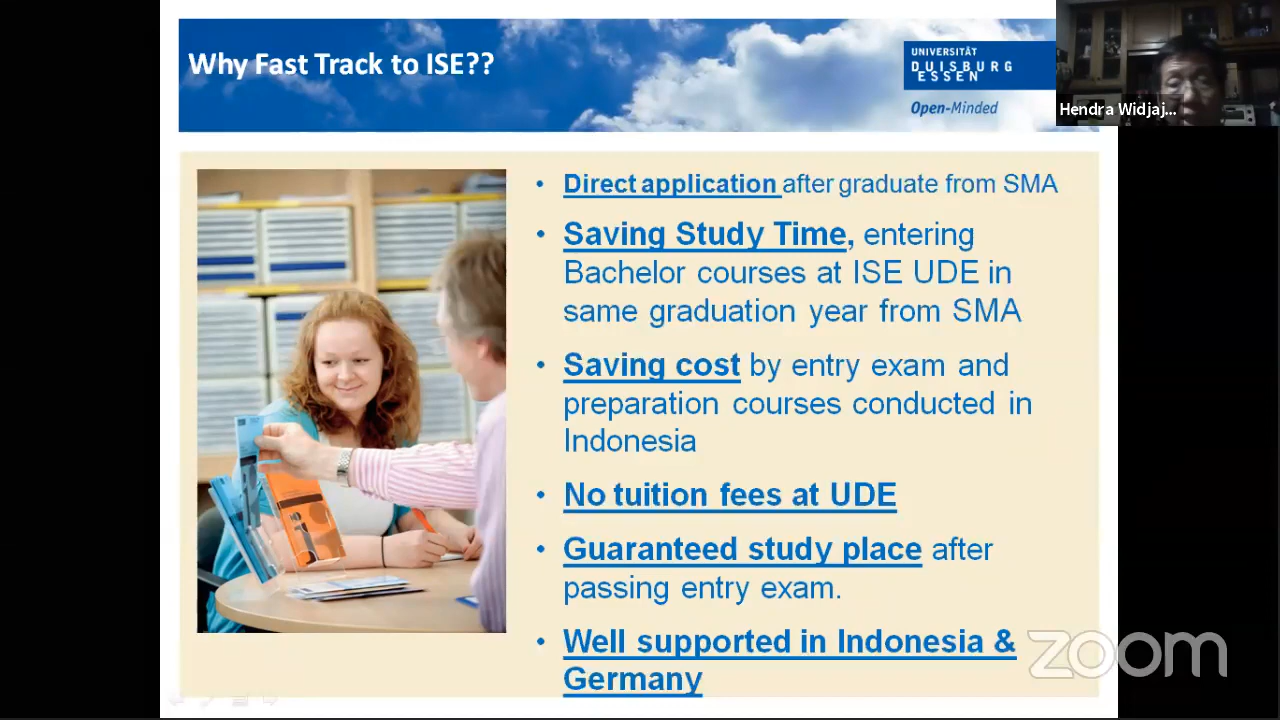 Why Fast Track to ISE??
UNIVERSITÄT
DUISBURG
ESSEN
Open-Minded
Hendra Widjaj...
• Direct application after graduate from SMA
• Saving Study Time, entering
Bachelor courses at ISE UDE in
same graduation year from SMA
• Saving cost by entry exam and
preparation courses conducted in
Indonesia
• No tuition fees at UDE
• Guaranteed study place after
passing entry exam.
• Well supported in Indonesia &
Germany
zoom